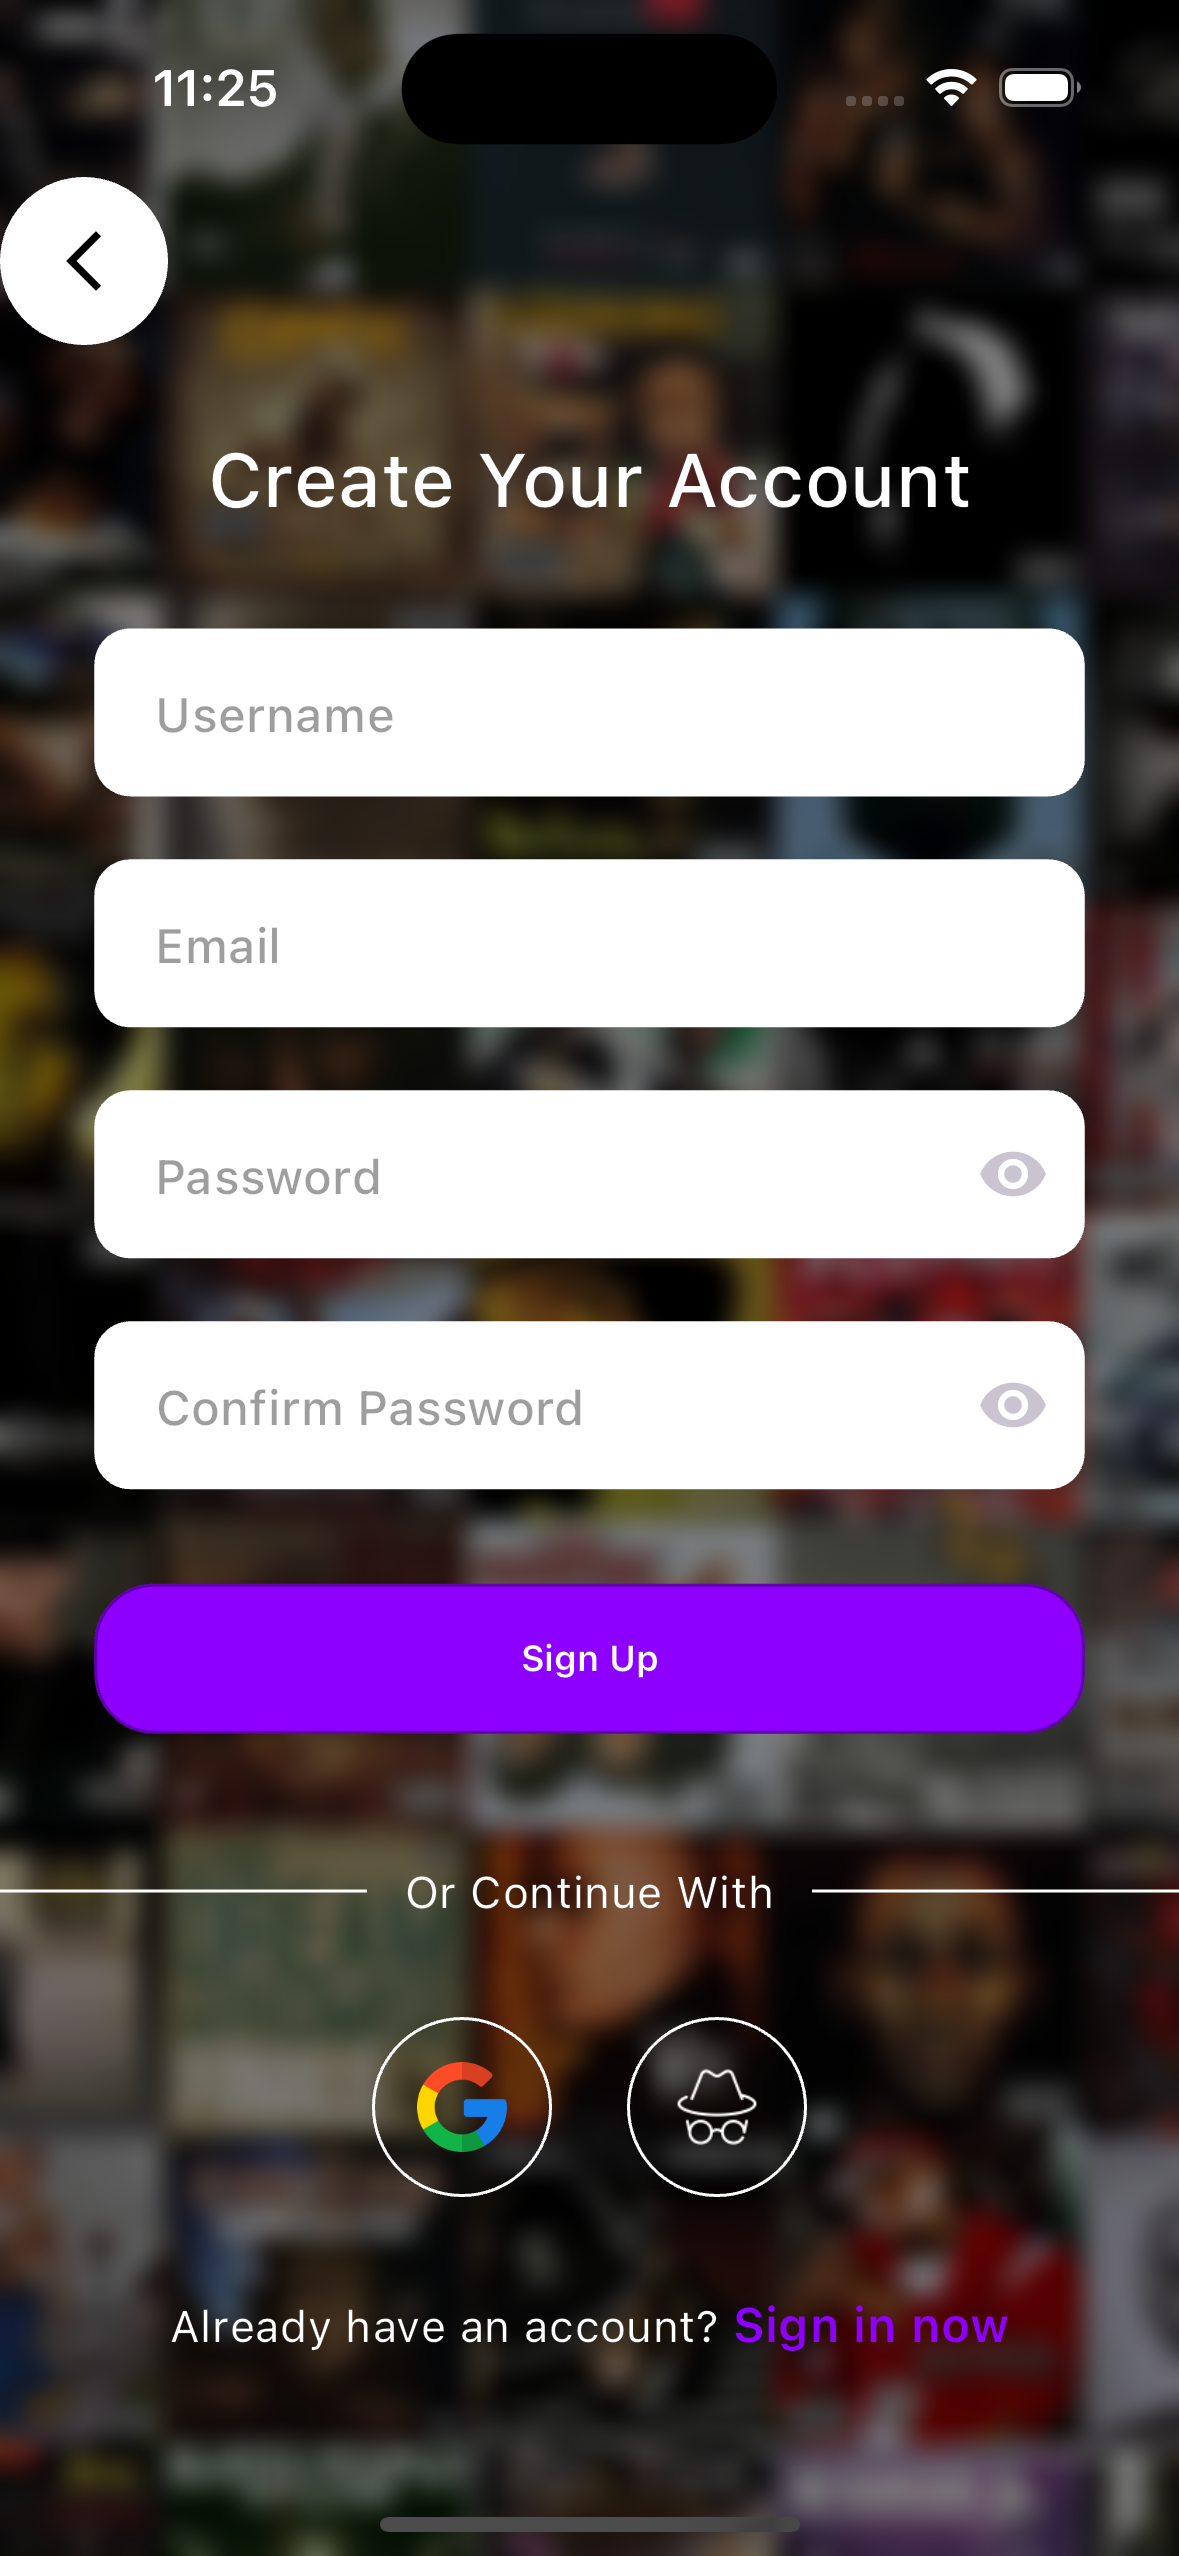 11:25
Create Your Account
Username
Email
Password
Confirm Password
Sign Up
Or Continue With
Already have an account? Sign in now